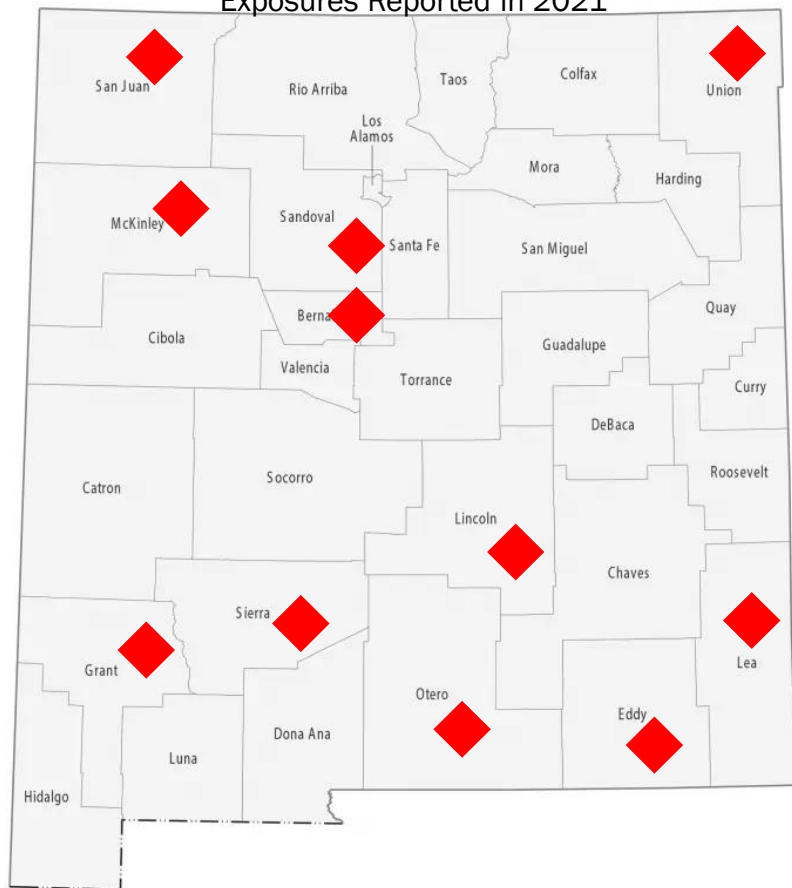 Exposures Reported in 2021
San Juan
Rio Arriba
Taos
Colfax
Union
Los
Alamos
Mora
Harding
McKinley
Sandoval
Santa Fe
San Miguel
Berna
Quay
Cibola
Valencia
Torrance
Guadalupe
Curry
DeBaca
Catron
Socorro
Roosevelt
Lincoln
Chaves
Sierra
Grant
Lea
Otero
Eddy
Dona Ana
Luna
Hidalgo